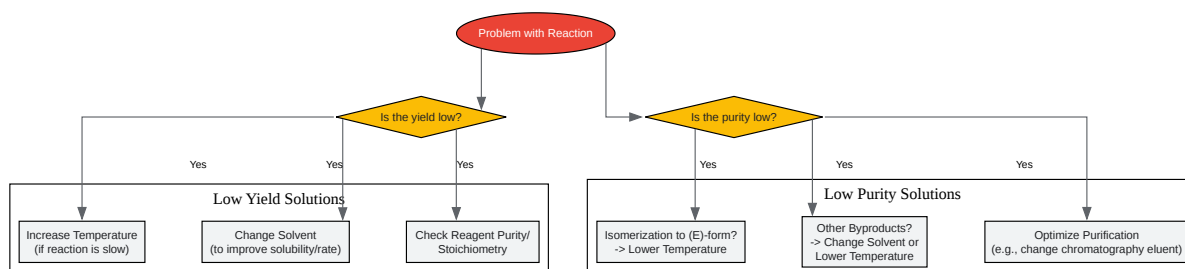 Problem with Reaction
Is the yield low?
Is the purity low?
Yes
Yes
Yes
Yes
Yes
Yes
Low Yield Solutions
Low Purity Solutions
Increase Temperature
(if reaction is slow)
Change Solvent
(to improve solubility/rate)
Check Reagent Purity/
Stoichiometry
Isomerization to (E)-form?
-> Lower Temperature
Other Byproducts?
-> Change Solvent or
Lower Temperature
Optimize Purification
(e.g., change chromatography eluent)